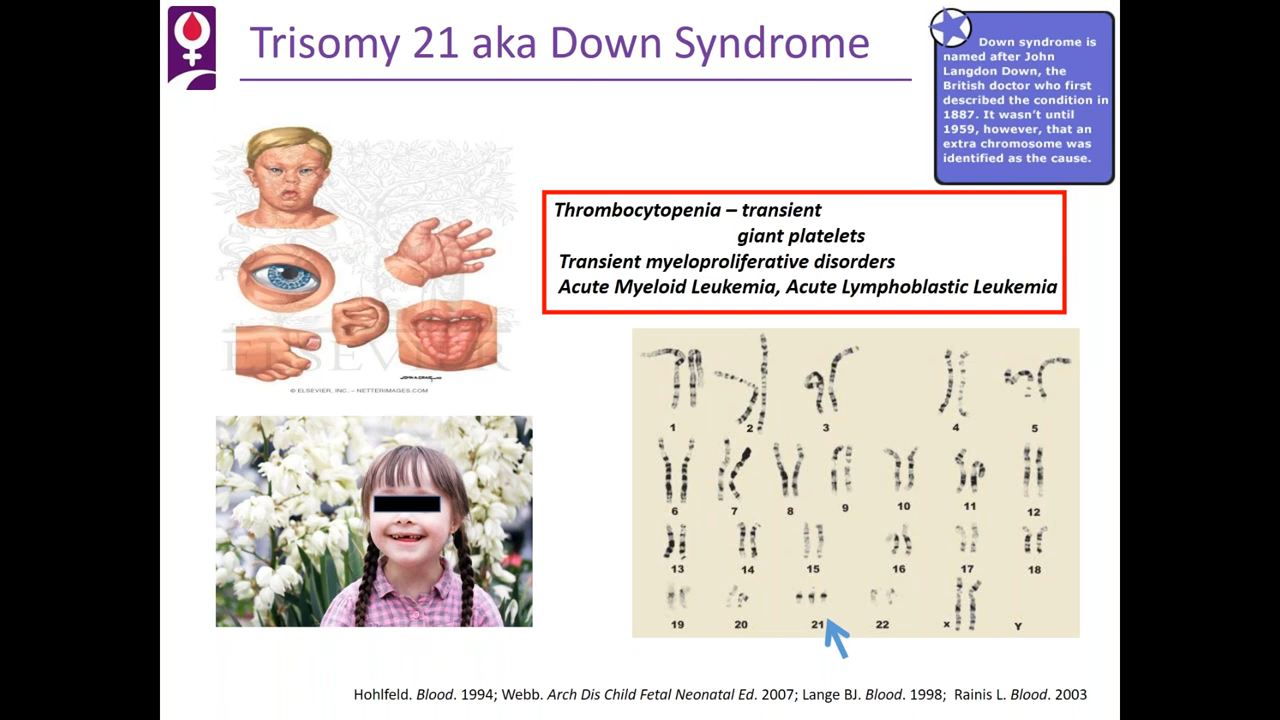 Trisomy 21 aka Down Syndrome
Down syndrome is
named after John
Langdon Down, the
British doctor who first
described the condition in
1887. It wasn't until
1959, however, that an
extra chromosome was
identified as the cause.
Thrombocytopenia – transient
giant platelets
Transient myeloproliferative disorders
Acute Myeloid Leukemia, Acute Lymphoblastic Leukemia
ELSEVIER
© ELSEVIER, INC. – NETTERIMAGES.COM
1 2 3 4 5
6 7 8 9 10 11 12
13 14 15 16 17 18
19 20 21 22 X Y
Hohlfeld. Blood. 1994; Webb. Arch Dis Child Fetal Neonatal Ed. 2007; Lange BJ. Blood. 1998; Rainis L. Blood. 2003